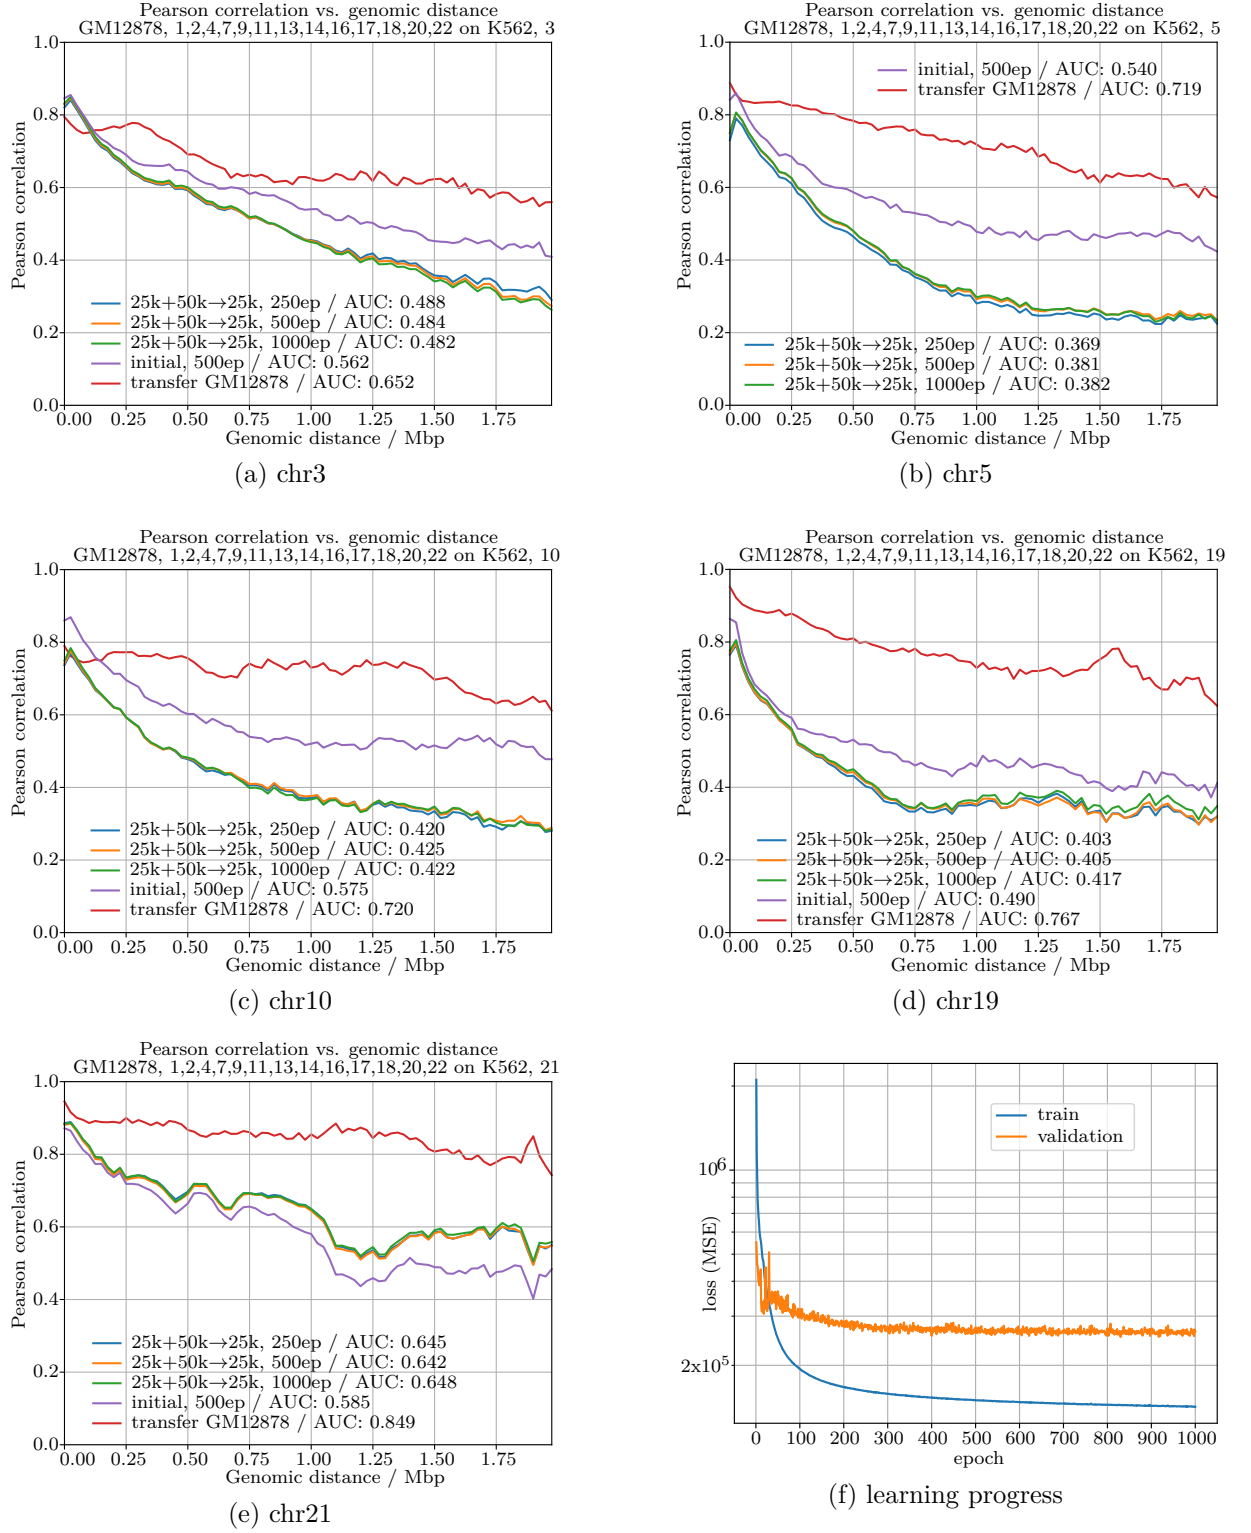 Pearson correlation vs. genomic distance
GM12878, 1,2,4,7,9,11,13,14,16,17,18,20,22 on K562, 3
1.0
0.8
0.6
0.4
0.2
0.0
Pearson correlation
25k+50k→25k, 250ep / AUC: 0.488
25k+50k→25k, 500ep / AUC: 0.484
25k+50k→25k, 1000ep / AUC: 0.482
initial, 500ep / AUC: 0.562
transfer GM12878 / AUC: 0.652
0.00 0.25 0.50 0.75 1.00 1.25 1.50 1.75
Genomic distance / Mbp
(a) chr3
Pearson correlation vs. genomic distance
GM12878, 1,2,4,7,9,11,13,14,16,17,18,20,22 on K562, 5
1.0
0.8
0.6
0.4
0.2
0.0
Pearson correlation
initial, 500ep / AUC: 0.540
transfer GM12878 / AUC: 0.719
25k+50k→25k, 250ep / AUC: 0.369
25k+50k→25k, 500ep / AUC: 0.381
25k+50k→25k, 1000ep / AUC: 0.382
0.00 0.25 0.50 0.75 1.00 1.25 1.50 1.75
Genomic distance / Mbp
(b) chr5
Pearson correlation vs. genomic distance
GM12878, 1,2,4,7,9,11,13,14,16,17,18,20,22 on K562, 10
1.0
0.8
0.6
0.4
0.2
0.0
Pearson correlation
25k+50k→25k, 250ep / AUC: 0.420
25k+50k→25k, 500ep / AUC: 0.425
25k+50k→25k, 1000ep / AUC: 0.422
initial, 500ep / AUC: 0.575
transfer GM12878 / AUC: 0.720
0.00 0.25 0.50 0.75 1.00 1.25 1.50 1.75
Genomic distance / Mbp
(c) chr10
Pearson correlation vs. genomic distance
GM12878, 1,2,4,7,9,11,13,14,16,17,18,20,22 on K562, 19
1.0
0.8
0.6
0.4
0.2
0.0
Pearson correlation
25k+50k→25k, 250ep / AUC: 0.403
25k+50k→25k, 500ep / AUC: 0.405
25k+50k→25k, 1000ep / AUC: 0.417
initial, 500ep / AUC: 0.490
transfer GM12878 / AUC: 0.767
0.00 0.25 0.50 0.75 1.00 1.25 1.50 1.75
Genomic distance / Mbp
(d) chr19
Pearson correlation vs. genomic distance
GM12878, 1,2,4,7,9,11,13,14,16,17,18,20,22 on K562, 21
1.0
0.8
0.6
0.4
0.2
0.0
Pearson correlation
25k+50k→25k, 250ep / AUC: 0.645
25k+50k→25k, 500ep / AUC: 0.642
25k+50k→25k, 1000ep / AUC: 0.648
initial, 500ep / AUC: 0.585
transfer GM12878 / AUC: 0.849
0.00 0.25 0.50 0.75 1.00 1.25 1.50 1.75
Genomic distance / Mbp
(e) chr21
train
validation
10⁶
2x10⁵
loss (MSE)
0 100 200 300 400 500 600 700 800 900 1000
epoch
(f) learning progress